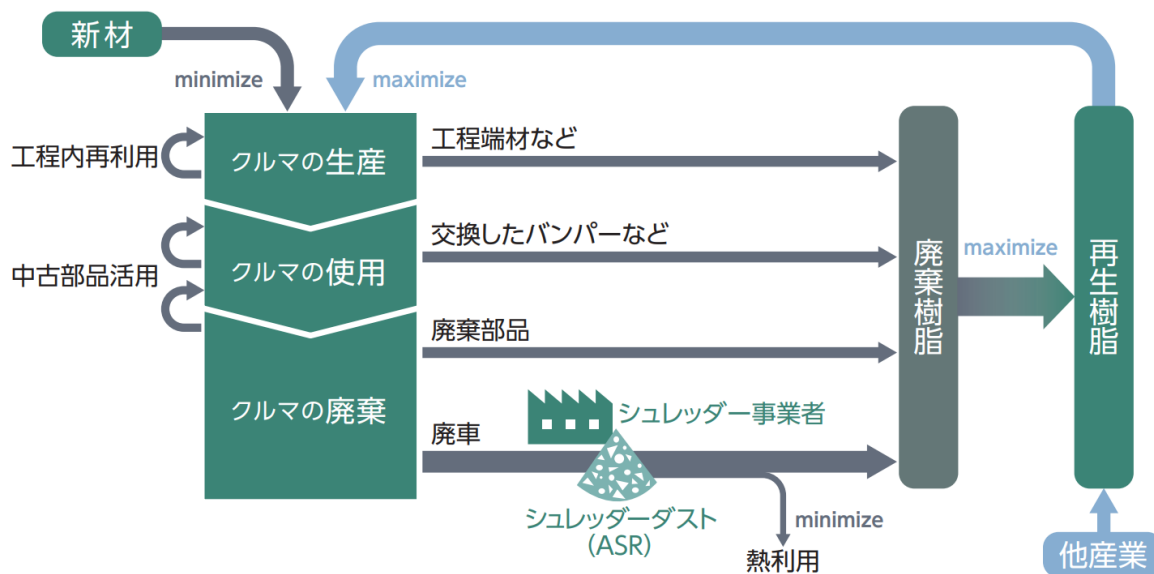 新材
minimize
maximize
工程内再利用
クルマの生産
工程端材など
中古部品活用
クルマの使用
交換したバンパーなど
クルマの廃棄
廃棄部品
廃車
シュレッダー事業者
シュレッダーダスト
(ASR)
minimize
熱利用
廃棄樹脂
maximize
再生樹脂
他産業